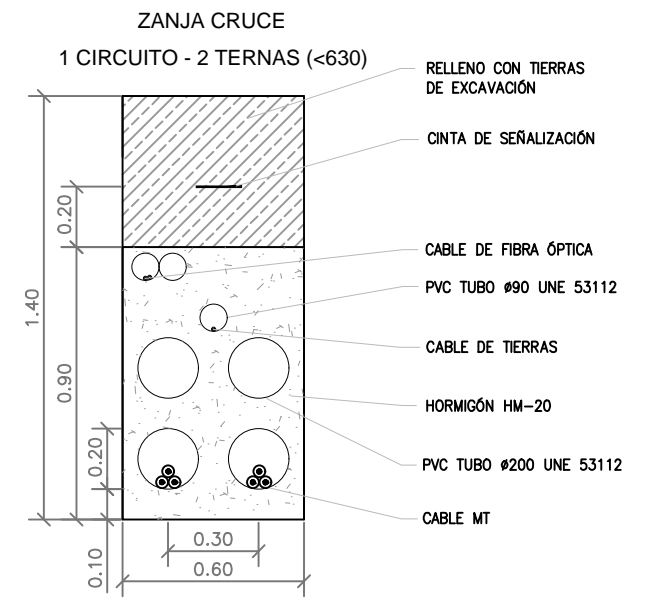 ZANJA CRUCE
1 CIRCUITO - 2 TERNAS (<630)
RELLENO CON TIERRAS
DE EXCAVACIÓN
CINTA DE SEÑALIZACIÓN
0.20
CABLE DE FIBRA ÓPTICA
PVC TUBO ø90 UNE 53112
1.40
CABLE DE TIERRAS
0.90
HORMIGÓN HM-20
0.20
PVC TUBO ø200 UNE 53112
CABLE MT
0.30
0.10
0.60